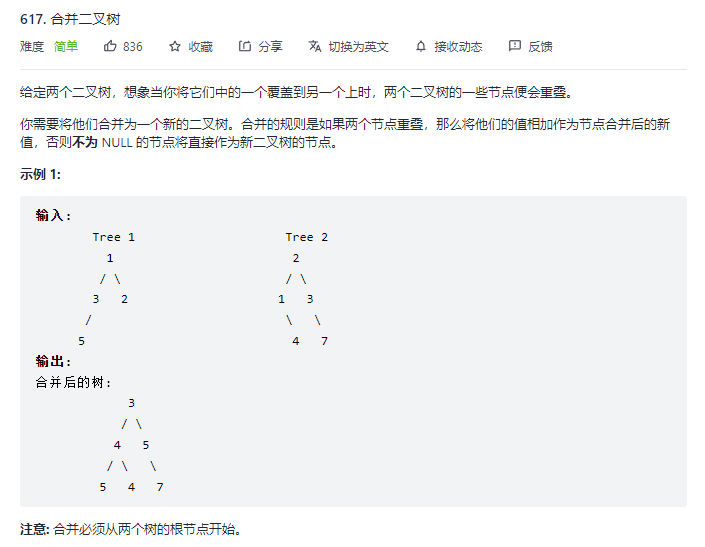 617. 合并二叉树
难度 简单 836 收藏 分享 切换为英文 接收动态 反馈
给定两个二叉树，想象当你将它们中的一个覆盖到另一个上时，两个二叉树的一些节点便会重叠。
你需要将他们合并为一个新的二叉树。合并的规则是如果两个节点重叠，那么将他们的值相加作为节点合并后的新
值，否则不为 NULL 的节点将直接作为新二叉树的节点。
示例 1:
输入:
Tree 1 Tree 2
1 2
/ \ / \
3 2 1 3
/ \ \
5 4 7
输出:
合并后的树:
3
/ \
4 5
/ \ \
5 4 7
注意: 合并必须从两个树的根节点开始。